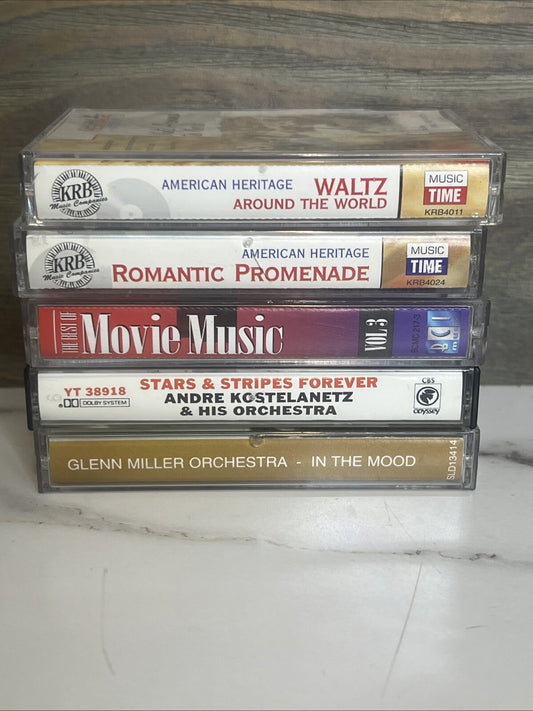 KRB
Music Companies
AMERICAN HERITAGE WALTZ
AROUND THE WORLD
MUSIC
TIME
KRB4011
KRB
Music Companies
AMERICAN HERITAGE
ROMANTIC PROMENADE
MUSIC
TIME
KRB4024
THE BEST OF
Movie Music
VOL 3
YT 38918
DOLBY SYSTEM
STARS & STRIPES FOREVER
ANDRE KOSTELANETZ
& HIS ORCHESTRA
CBS
odyssey
GLENN MILLER ORCHESTRA - IN THE MOOD
SLD13414